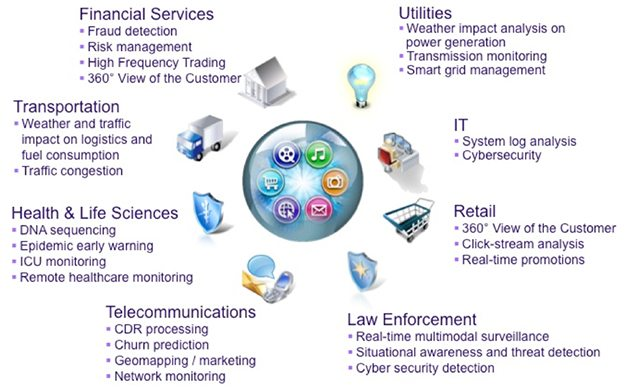 Financial Services
Fraud detection
Risk management
High Frequency Trading
360° View of the Customer
Utilities
Weather impact analysis on
power generation
Transmission monitoring
Smart grid management
Transportation
Weather and traffic
impact on logistics and
fuel consumption
Traffic congestion
IT
System log analysis
Cybersecurity
Health & Life Sciences
DNA sequencing
Epidemic early warning
ICU monitoring
Remote healthcare monitoring
Retail
360° View of the Customer
Click-stream analysis
Real-time promotions
Telecommunications
CDR processing
Churn prediction
Geomapping / marketing
Network monitoring
Law Enforcement
Real-time multimodal surveillance
Situational awareness and threat detection
Cyber security detection